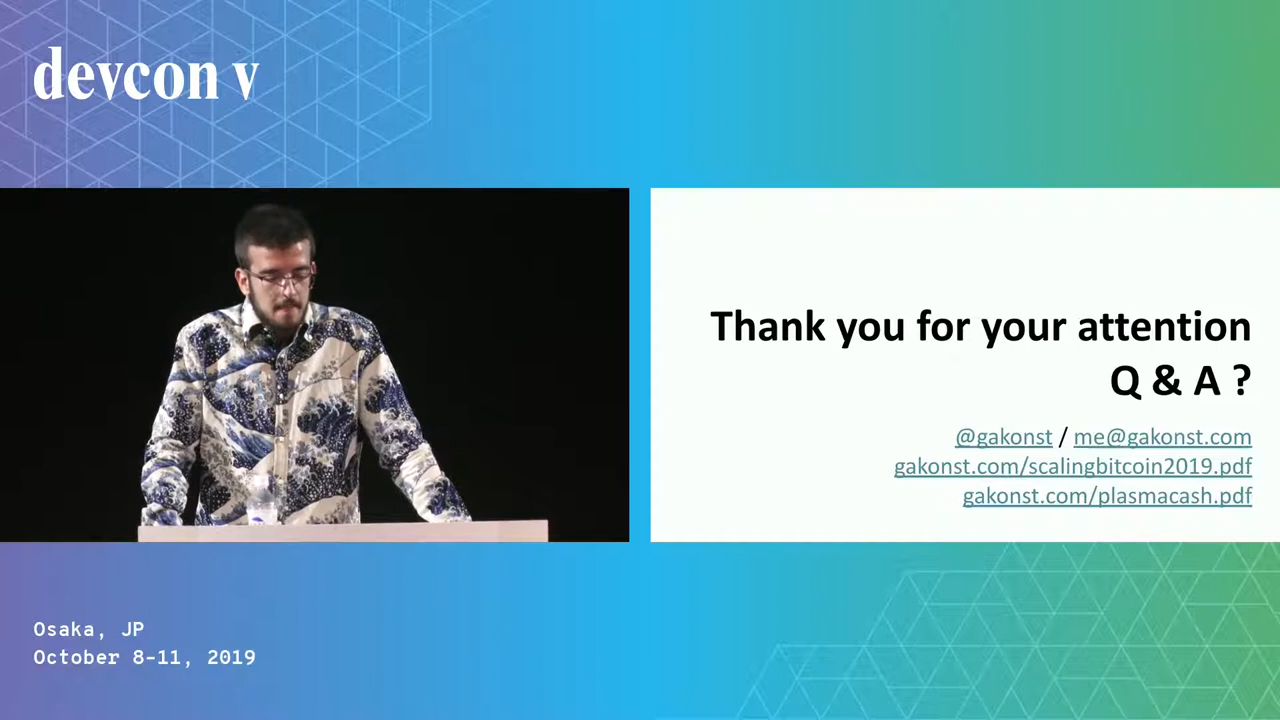 devcon v
Thank you for your attention
Q & A ?
@gakonst / me@gakonst.com
gakonst.com/scalingbitcoin2019.pdf
gakonst.com/plasmacash.pdf
Osaka, JP
October 8-11, 2019